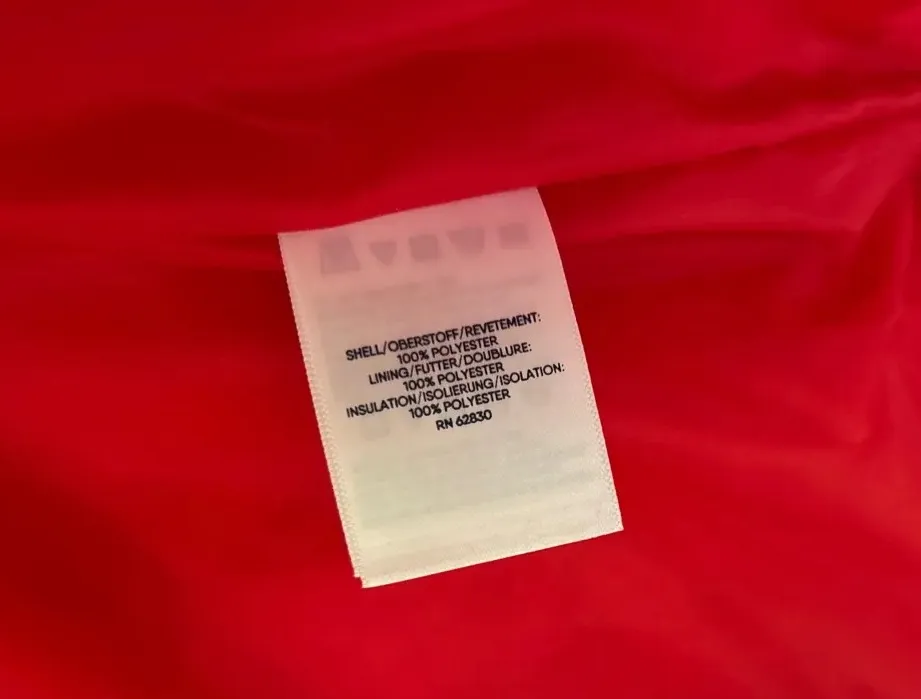 SHELL/OBERSTOFF/REVETEMENT:
100% POLYESTER
LINING/FUTTER/DOUBLURE:
100% POLYESTER
INSULATION/ISOLIERUNG/ISOLATION:
100% POLYESTER
RN 62830